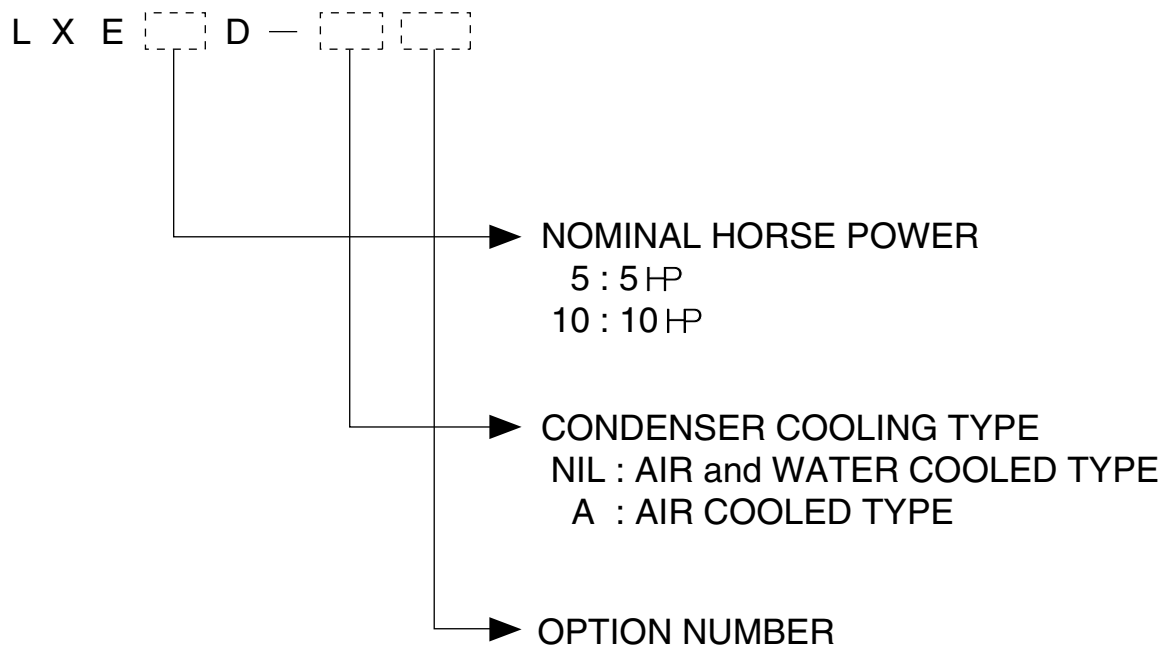 L X E D —
NOMINAL HORSE POWER
5 : 5 HP
10 : 10 HP
CONDENSER COOLING TYPE
NIL : AIR and WATER COOLED TYPE
A : AIR COOLED TYPE
OPTION NUMBER